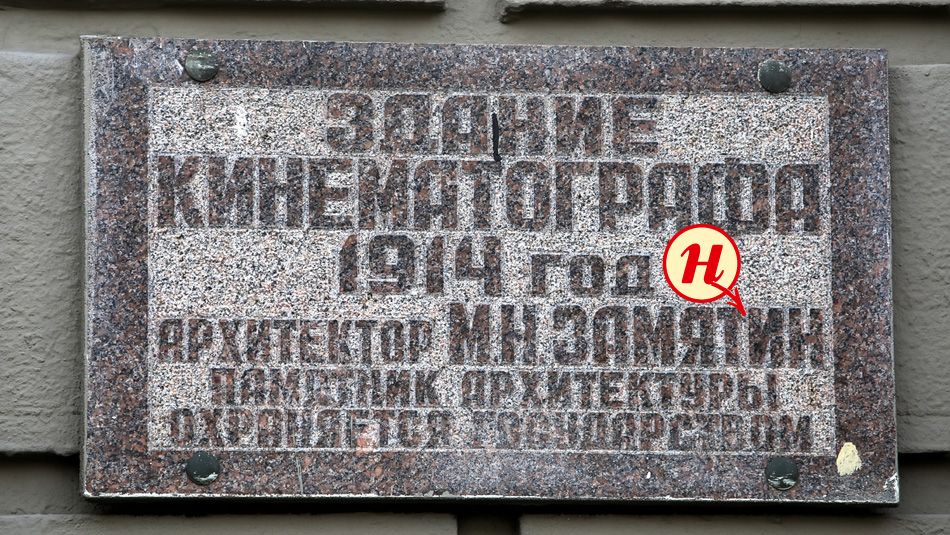 ЗДАНИЕ
КИНЕМАТОГРАФА
1914 ГОД
Н
АРХИТЕКТОР М.Н.ЗАМЯТИН
ПАМЯТНИК АРХИТЕКТУРЫ
ОХРАНЯЕТСЯ ГОСУДАРСТВОМ